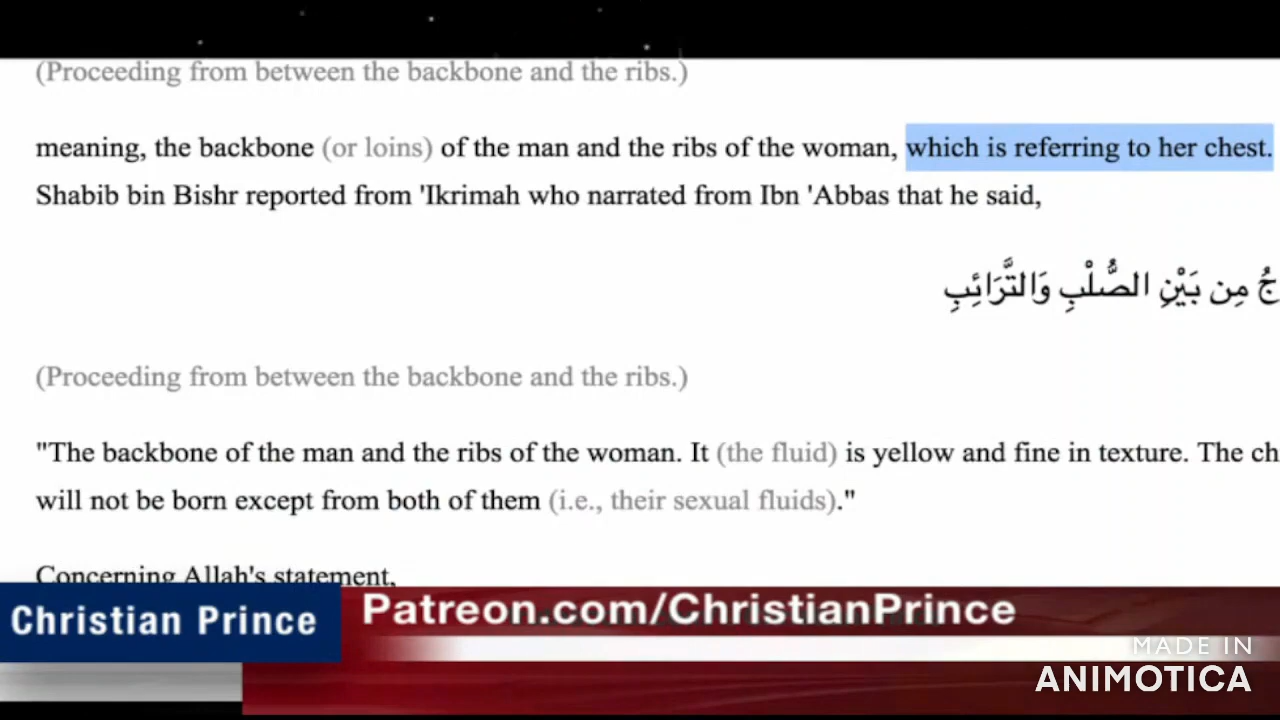 (Proceeding from between the backbone and the ribs.)
meaning, the backbone (or loins) of the man and the ribs of the woman, which is referring to her chest.
Shabib bin Bishr reported from 'Ikrimah who narrated from Ibn 'Abbas that he said,
جُ مِن بَيْنِ الصُّلْبِ وَالتَّرَائِبِ
(Proceeding from between the backbone and the ribs.)
"The backbone of the man and the ribs of the woman. It (the fluid) is yellow and fine in texture. The ch
will not be born except from both of them (i.e., their sexual fluids)."
Concerning Allah's statement,
Christian Prince
Patreon.com/ChristianPrince
MADE IN
ANIMOTICA